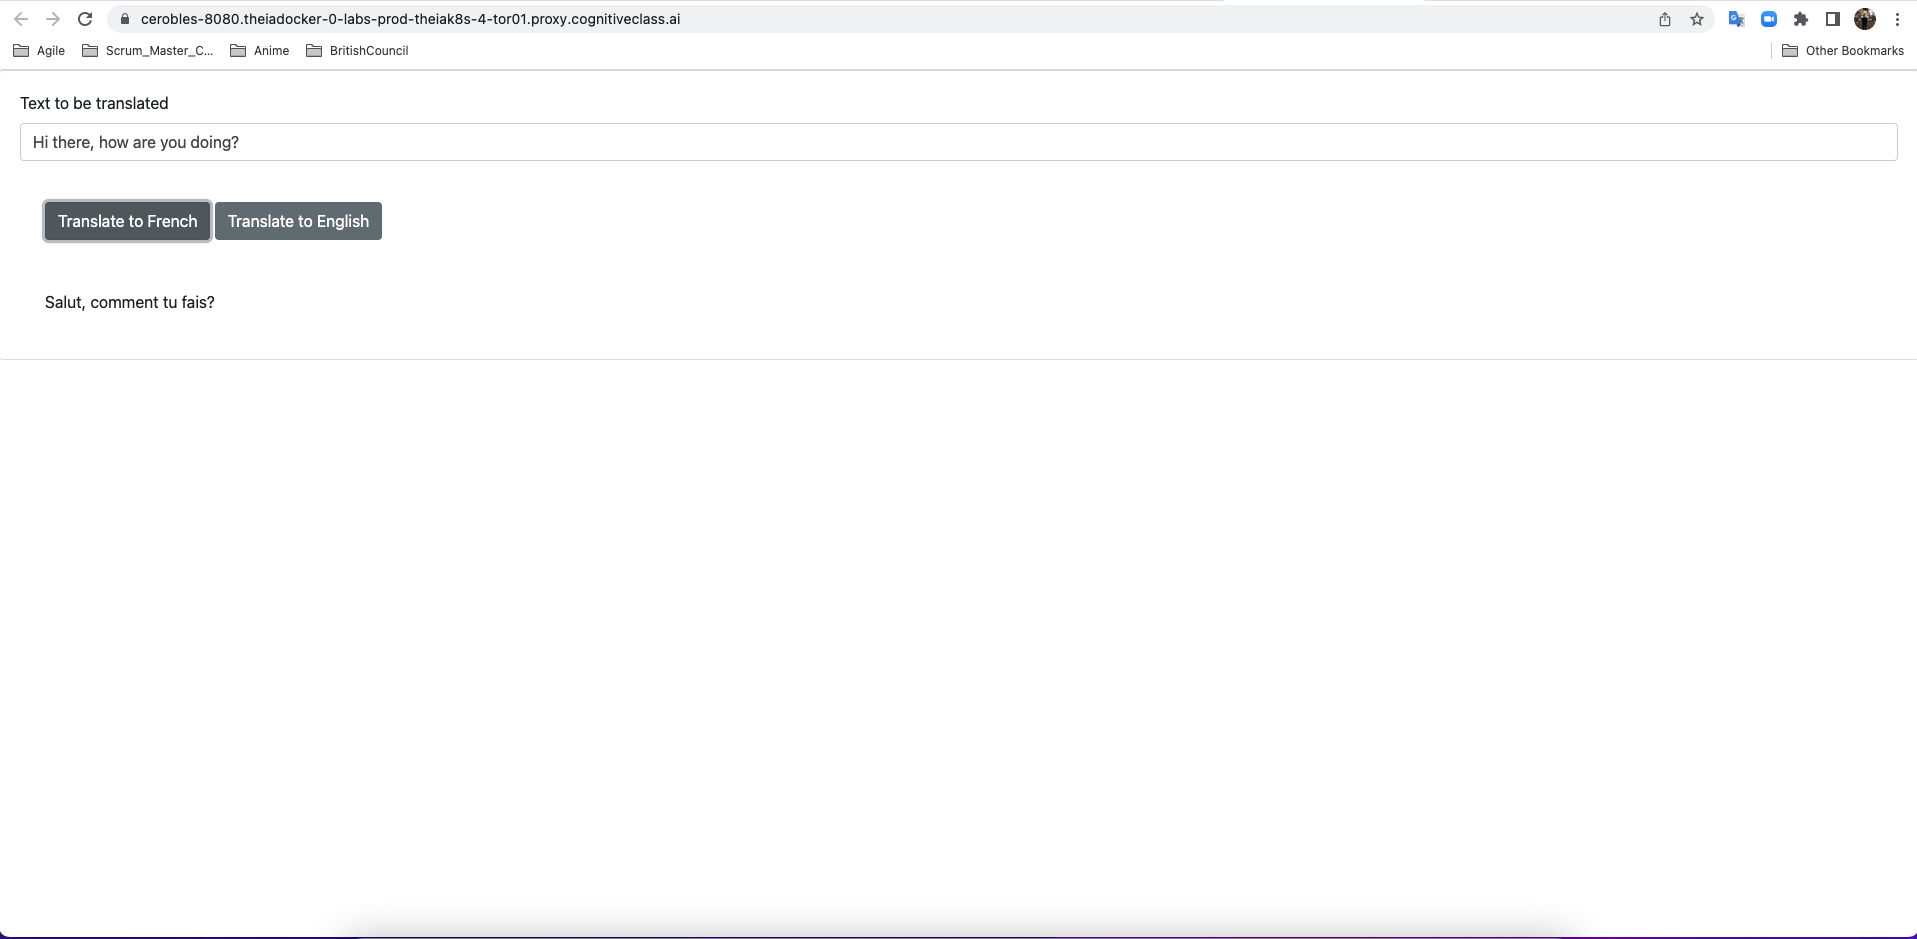 cerobles-8080.theiadocker-0-labs-prod-theiak8s-4-tor01.proxy.cognitiveclass.ai
Agile Scrum_Master_C... Anime BritishCouncil Other Bookmarks
Text to be translated
Hi there, how are you doing?
Translate to French Translate to English
Salut, comment tu fais?